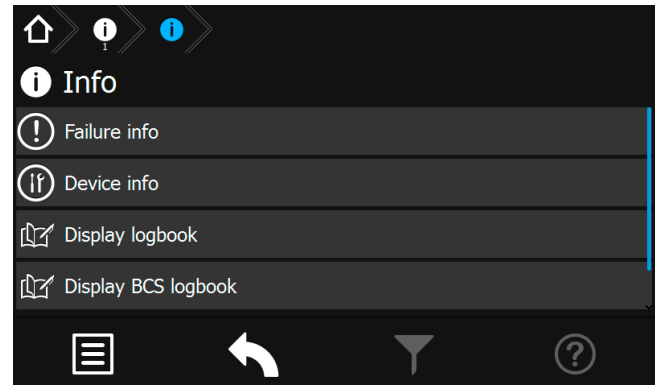 1
Info
Failure info
Device info
Display logbook
Display BCS logbook